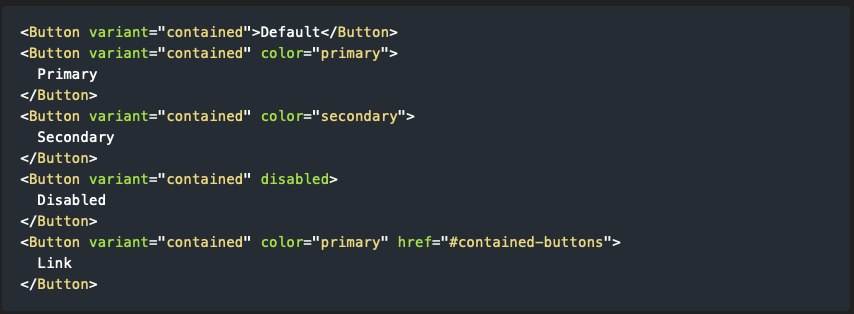 <Button variant="contained">Default</Button>
<Button variant="contained" color="primary">
  Primary
</Button>
<Button variant="contained" color="secondary">
  Secondary
</Button>
<Button variant="contained" disabled>
  Disabled
</Button>
<Button variant="contained" color="primary" href="#contained-buttons">
  Link
</Button>